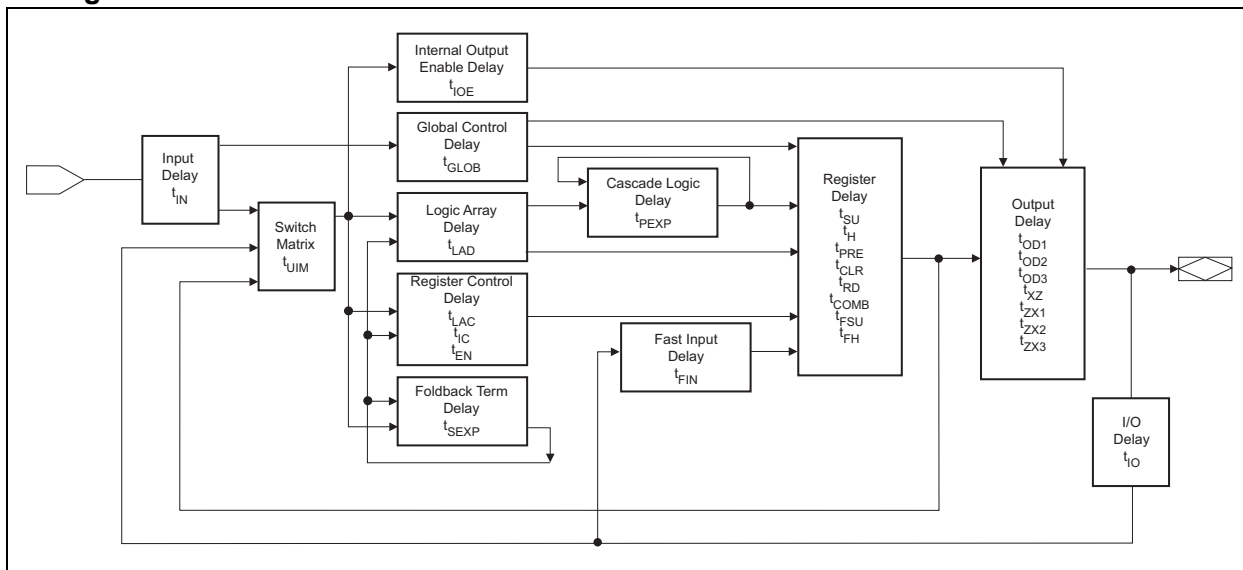 Internal Output
Enable Delay
tIOE
Global Control
Delay
tGLOB
Input
Delay
tIN
Switch
Matrix
tUIM
Logic Array
Delay
tLAD
Cascade Logic
Delay
tPEXP
Register Control
Delay
tLAC
tIC
tEN
Fast Input
Delay
tFIN
Foldback Term
Delay
tSEXP
Register
Delay
tSU
tH
tPRE
tCLR
tRD
tCOMB
tFSU
tFH
Output
Delay
tOD1
tOD2
tOD3
tXZ
tZX1
tZX2
tZX3
I/O
Delay
tIO